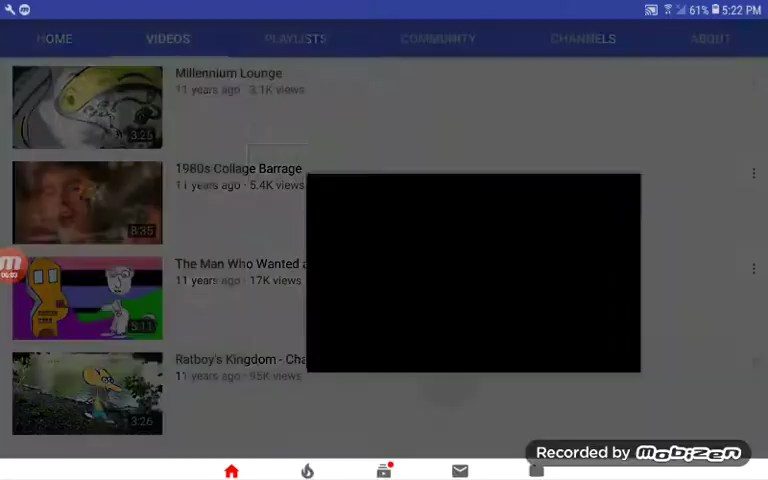 61% 5:22 PM
HOME VIDEOS PLAYLISTS COMMUNITY CHANNELS ABOUT
Millennium Lounge
11 years ago · 3.1K views
3:25
1980s Collage Barrage
11 years ago · 5.4K views
8:35
The Man Who Wanted a
11 years ago · 17K views
5:11
Ratboy's Kingdom - Cha
11 years ago · 95K views
3:26
Recorded by mobizen